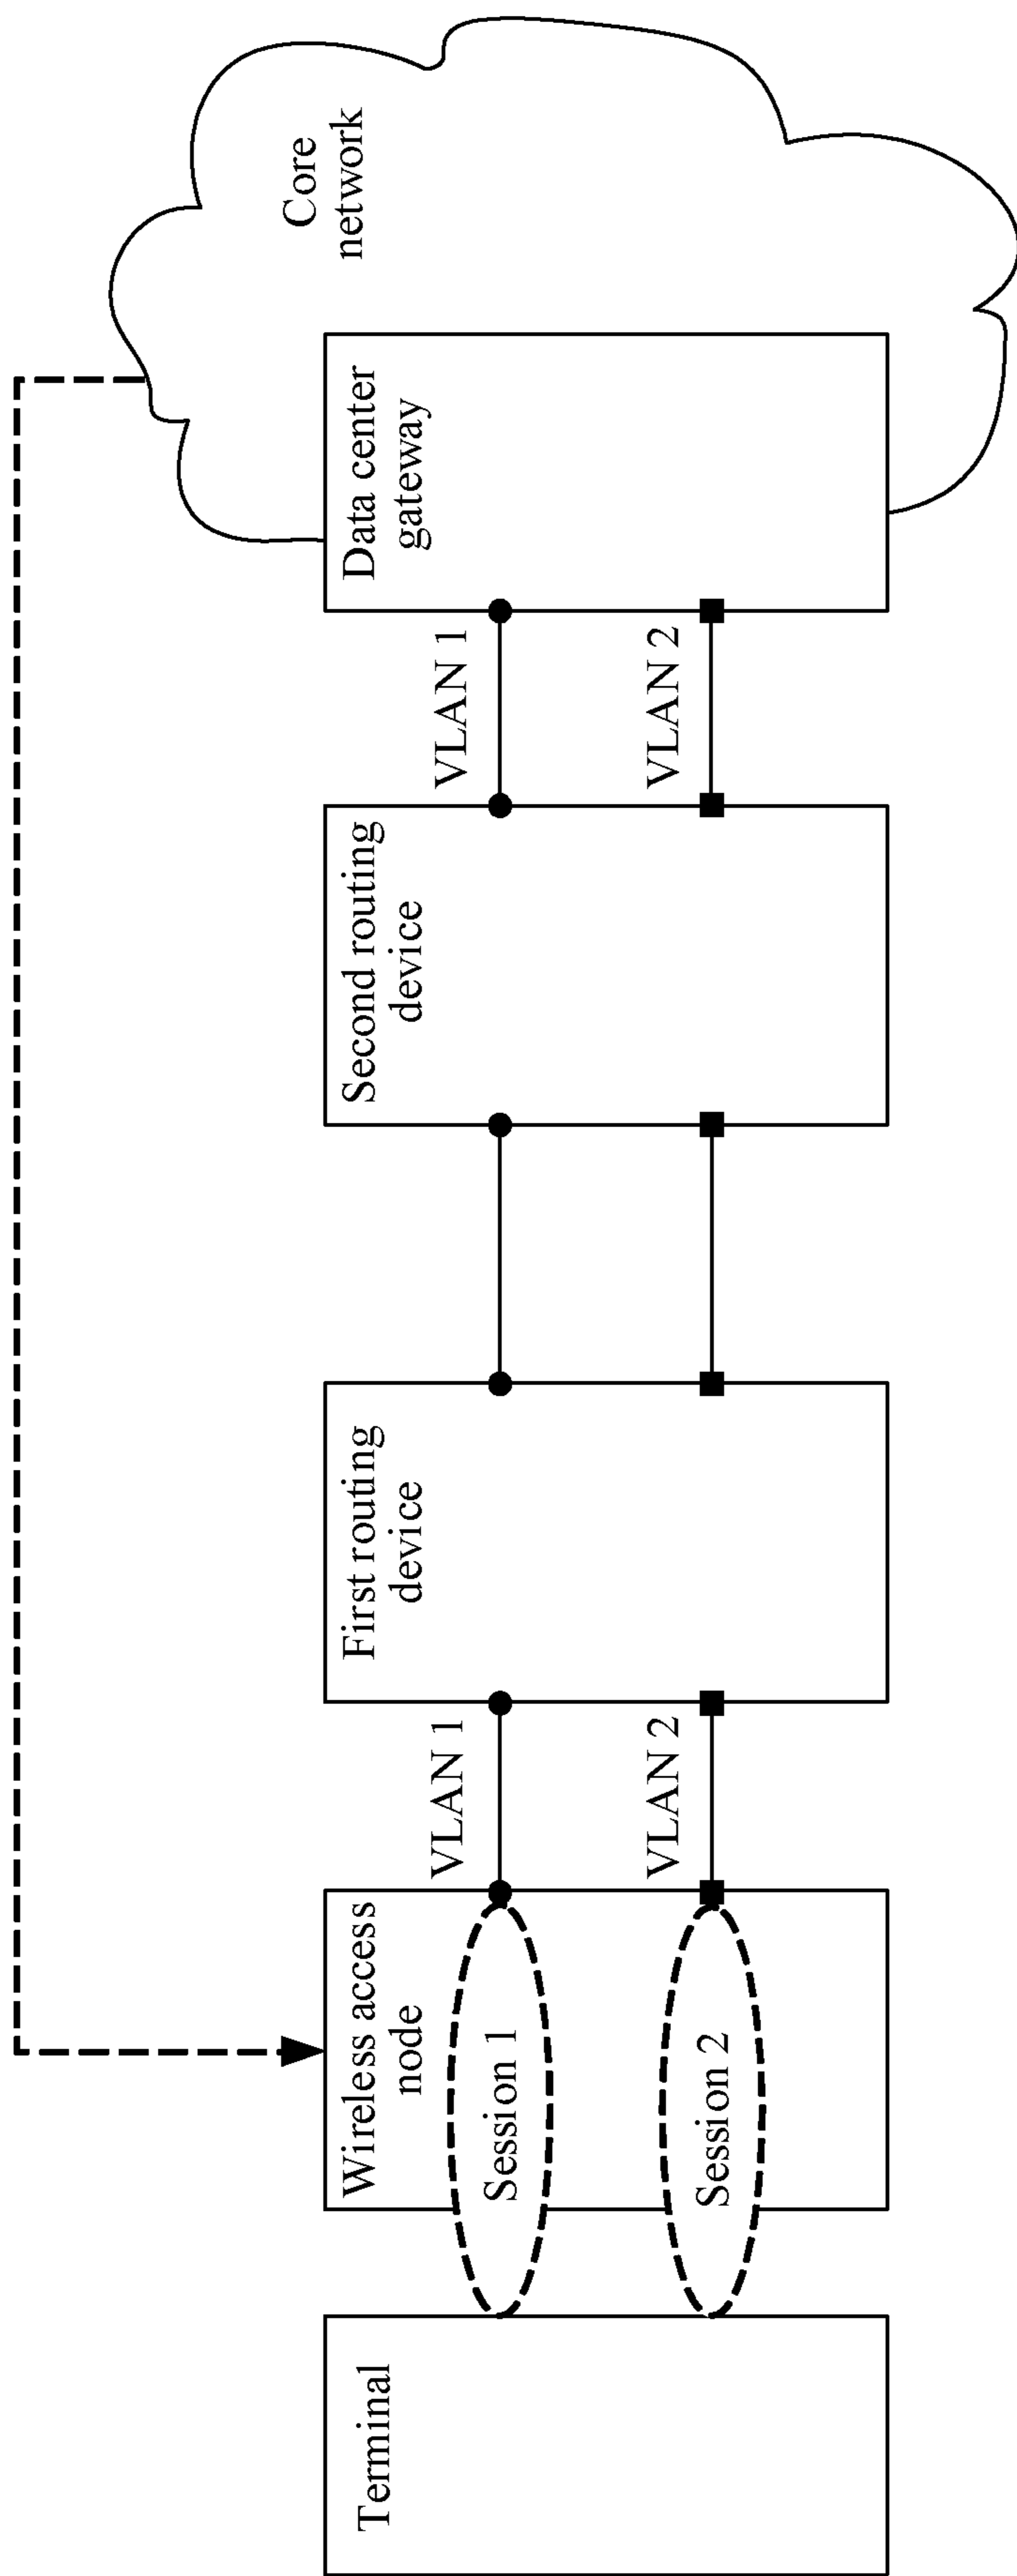 Terminal
Wireless access
node
Session 1
Session 2
VLAN 1
VLAN 2
First routing
device
Second routing
device
VLAN 1
VLAN 2
Data center
gateway
Core
network